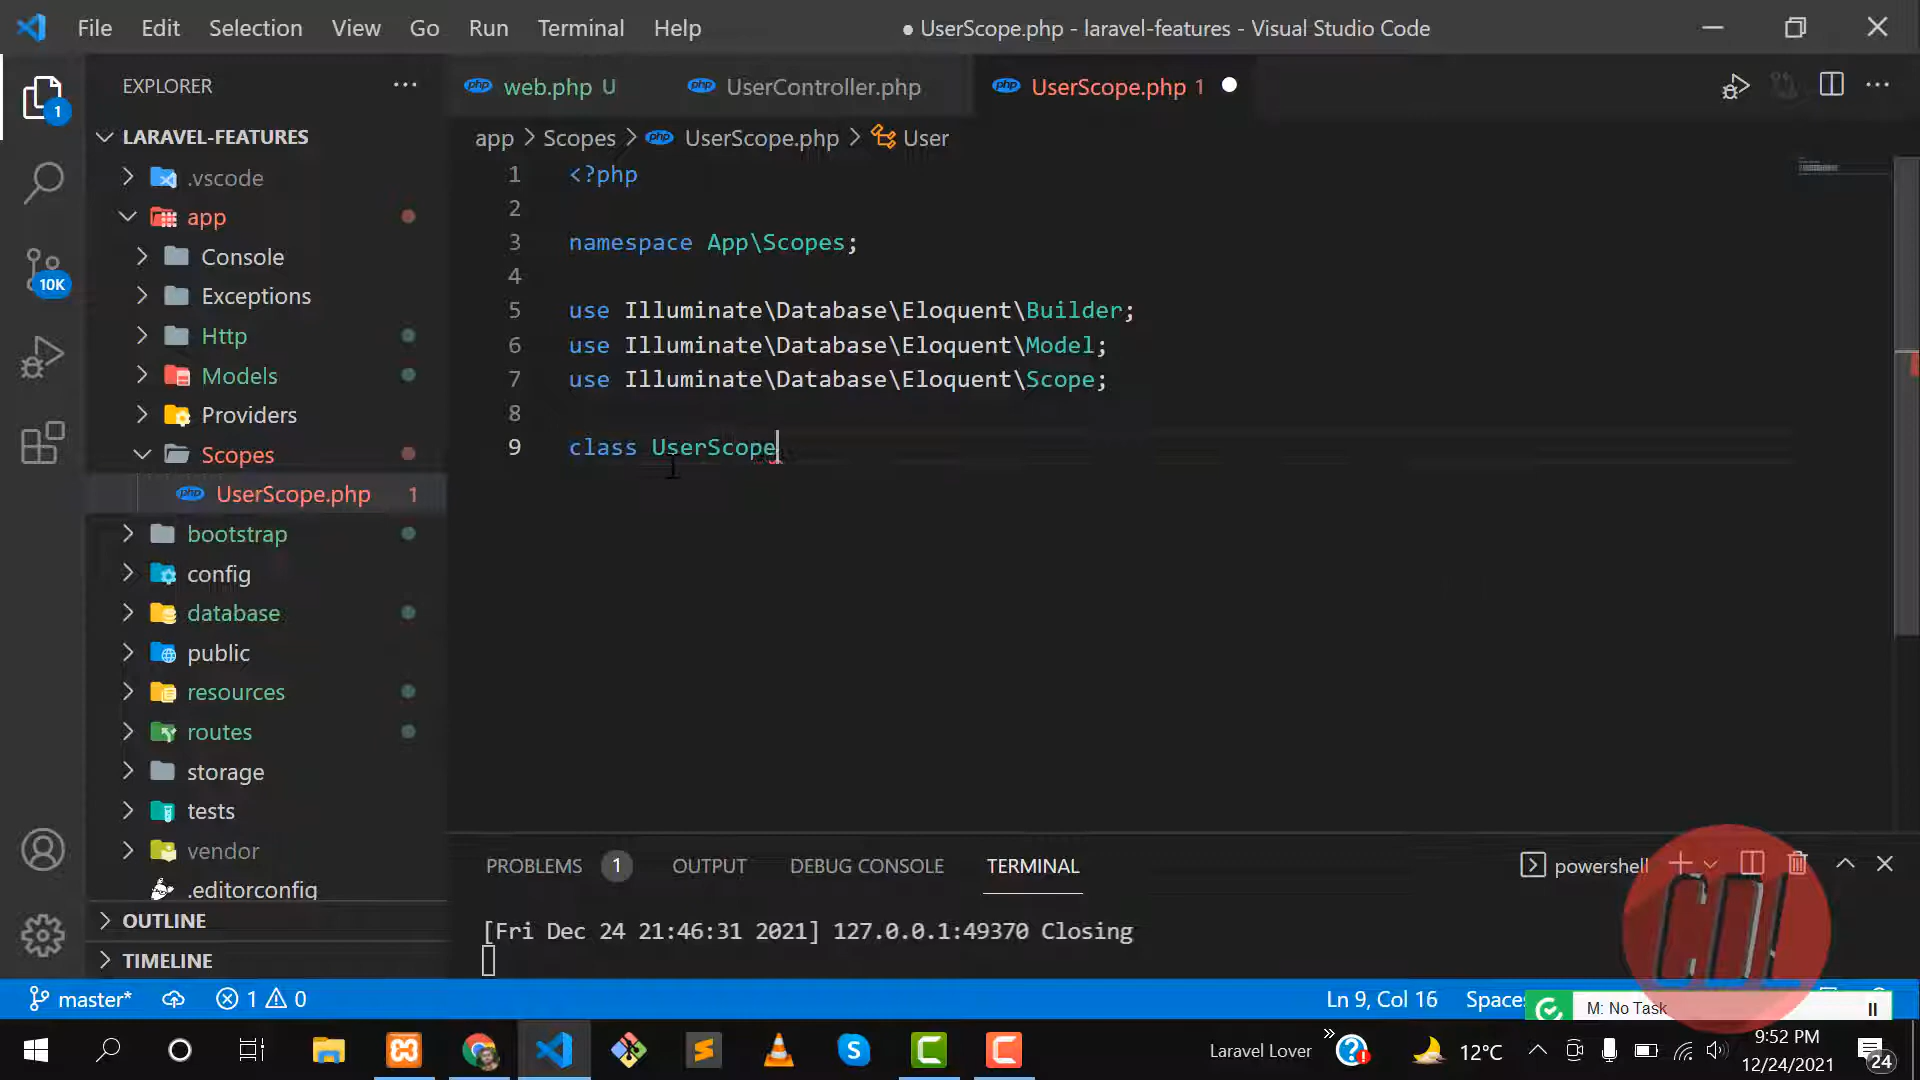 File Edit Selection View Go Run Terminal Help
● UserScope.php - laravel-features - Visual Studio Code
EXPLORER
web.php U
UserController.php
UserScope.php 1
1
LARAVEL-FEATURES
app > Scopes > UserScope.php > User
.vscode
app
Console
Exceptions
Http
Models
Providers
Scopes
UserScope.php 1
bootstrap
config
database
public
resources
routes
storage
tests
vendor
.editorconfig
OUTLINE
TIMELINE
10K
1 <?php
2
3 namespace App\Scopes;
4
5 use Illuminate\Database\Eloquent\Builder;
6 use Illuminate\Database\Eloquent\Model;
7 use Illuminate\Database\Eloquent\Scope;
8
9 class UserScope
PROBLEMS 1 OUTPUT DEBUG CONSOLE TERMINAL
powershell
[Fri Dec 24 21:46:31 2021] 127.0.0.1:49370 Closing
CDL
master* 1 0
Ln 9, Col 16
M: No Task
Laravel Lover
12°C
9:52 PM
12/24/2021
24